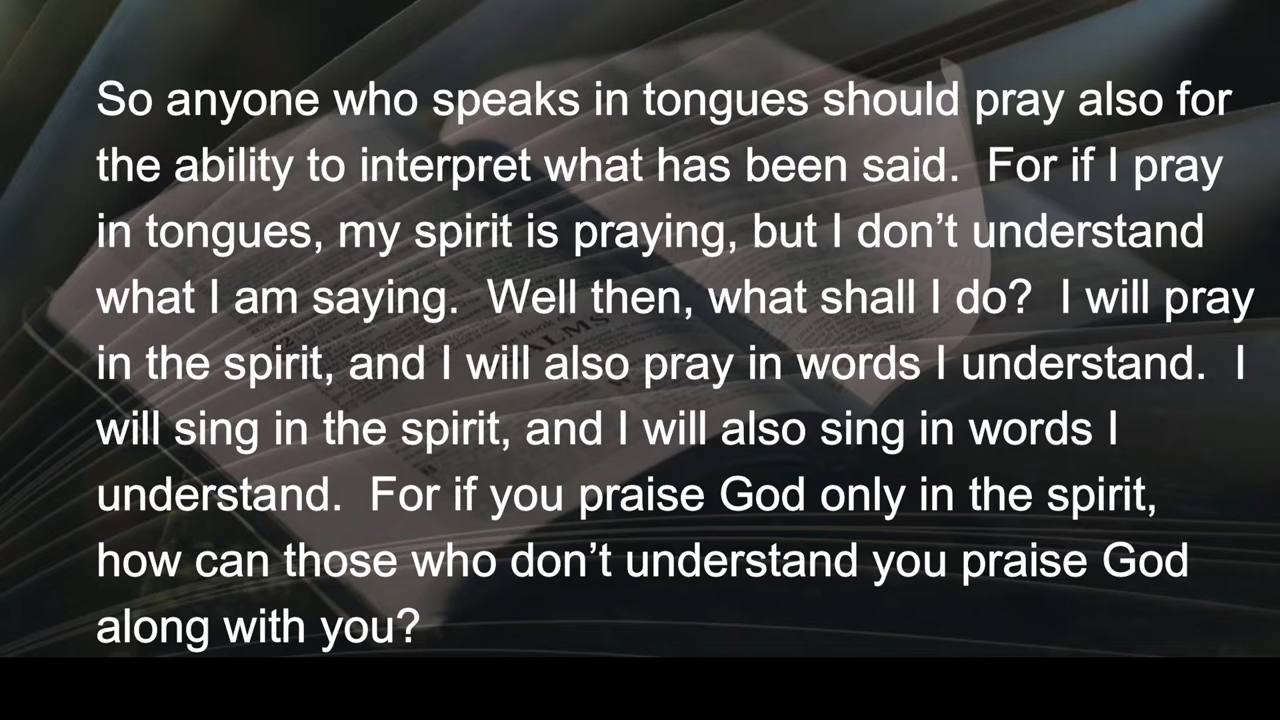 So anyone who speaks in tongues should pray also for
the ability to interpret what has been said.  For if I pray
in tongues, my spirit is praying, but I don’t understand
what I am saying.  Well then, what shall I do?  I will pray
in the spirit, and I will also pray in words I understand.  I
will sing in the spirit, and I will also sing in words I
understand.  For if you praise God only in the spirit,
how can those who don’t understand you praise God
along with you?